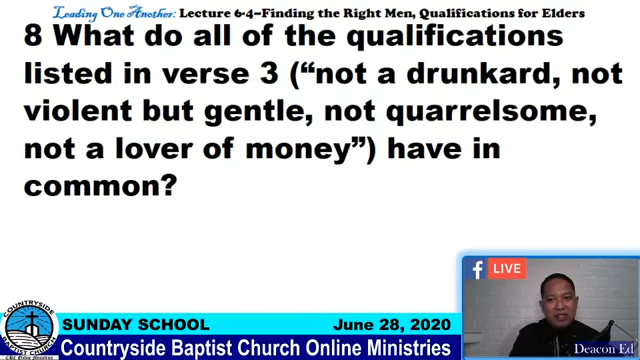 Leading One Another: Lecture 6-4–Finding the Right Men, Qualifications for Elders
8 What do all of the qualifications
listed in verse 3 (“not a drunkard, not
violent but gentle, not quarrelsome,
not a lover of money”) have in
common?
f LIVE
Deacon Ed
COUNTRYSIDE
BAPTIST CHURCH
SUNDAY SCHOOL June 28, 2020
Countryside Baptist Church Online Ministries